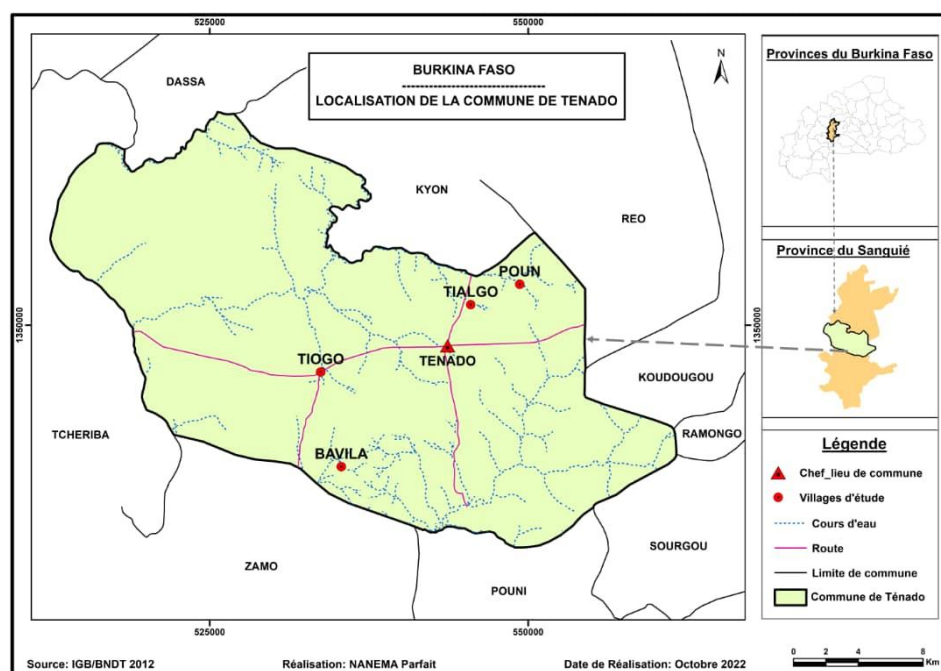 525000
550000
BURKINA FASO
LOCALISATION DE LA COMMUNE DE TENADO
N
Provinces du Burkina Faso
DASSA
KYON
REO
Province du Sanguié
POUN
TIALGO
1350000
1350000
TIOGO
TENADO
KOUDOUGOU
TCHERIBA
RAMONGO
BAVILA
SOURGOU
ZAMO
POUNI
Légende
Chef_lieu de commune
Villages d'étude
Cours d'eau
Route
Limite de commune
Commune de Ténado
525000
550000
0 2 4 8
Km
Source: IGB/BNDT 2012
Réalisation: NANEMA Parfait
Date de Réalisation: Octobre 2022